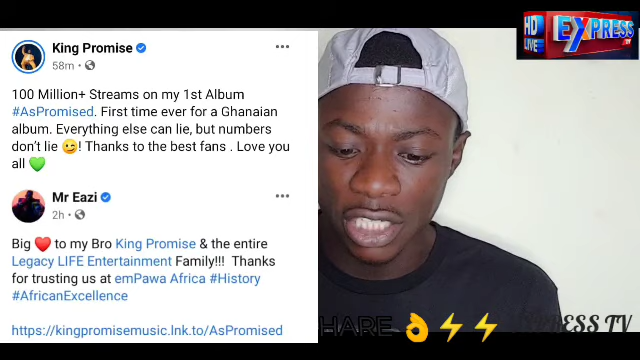 King Promise
58m
100 Million+ Streams on my 1st Album
#AsPromised. First time ever for a Ghanaian
album. Everything else can lie, but numbers
don't lie 😜! Thanks to the best fans . Love you
all 💚
Mr Eazi
2h
Big ❤️ to my Bro King Promise & the entire
Legacy LIFE Entertainment Family!!! Thanks
for trusting us at emPawa Africa #History
#AfricanExcellence
https://kingpromisemusic.lnk.to/AsPromised
HD
LIVE
EXPRESS
TV
SHARE 👌⚡⚡ EXPRESS TV